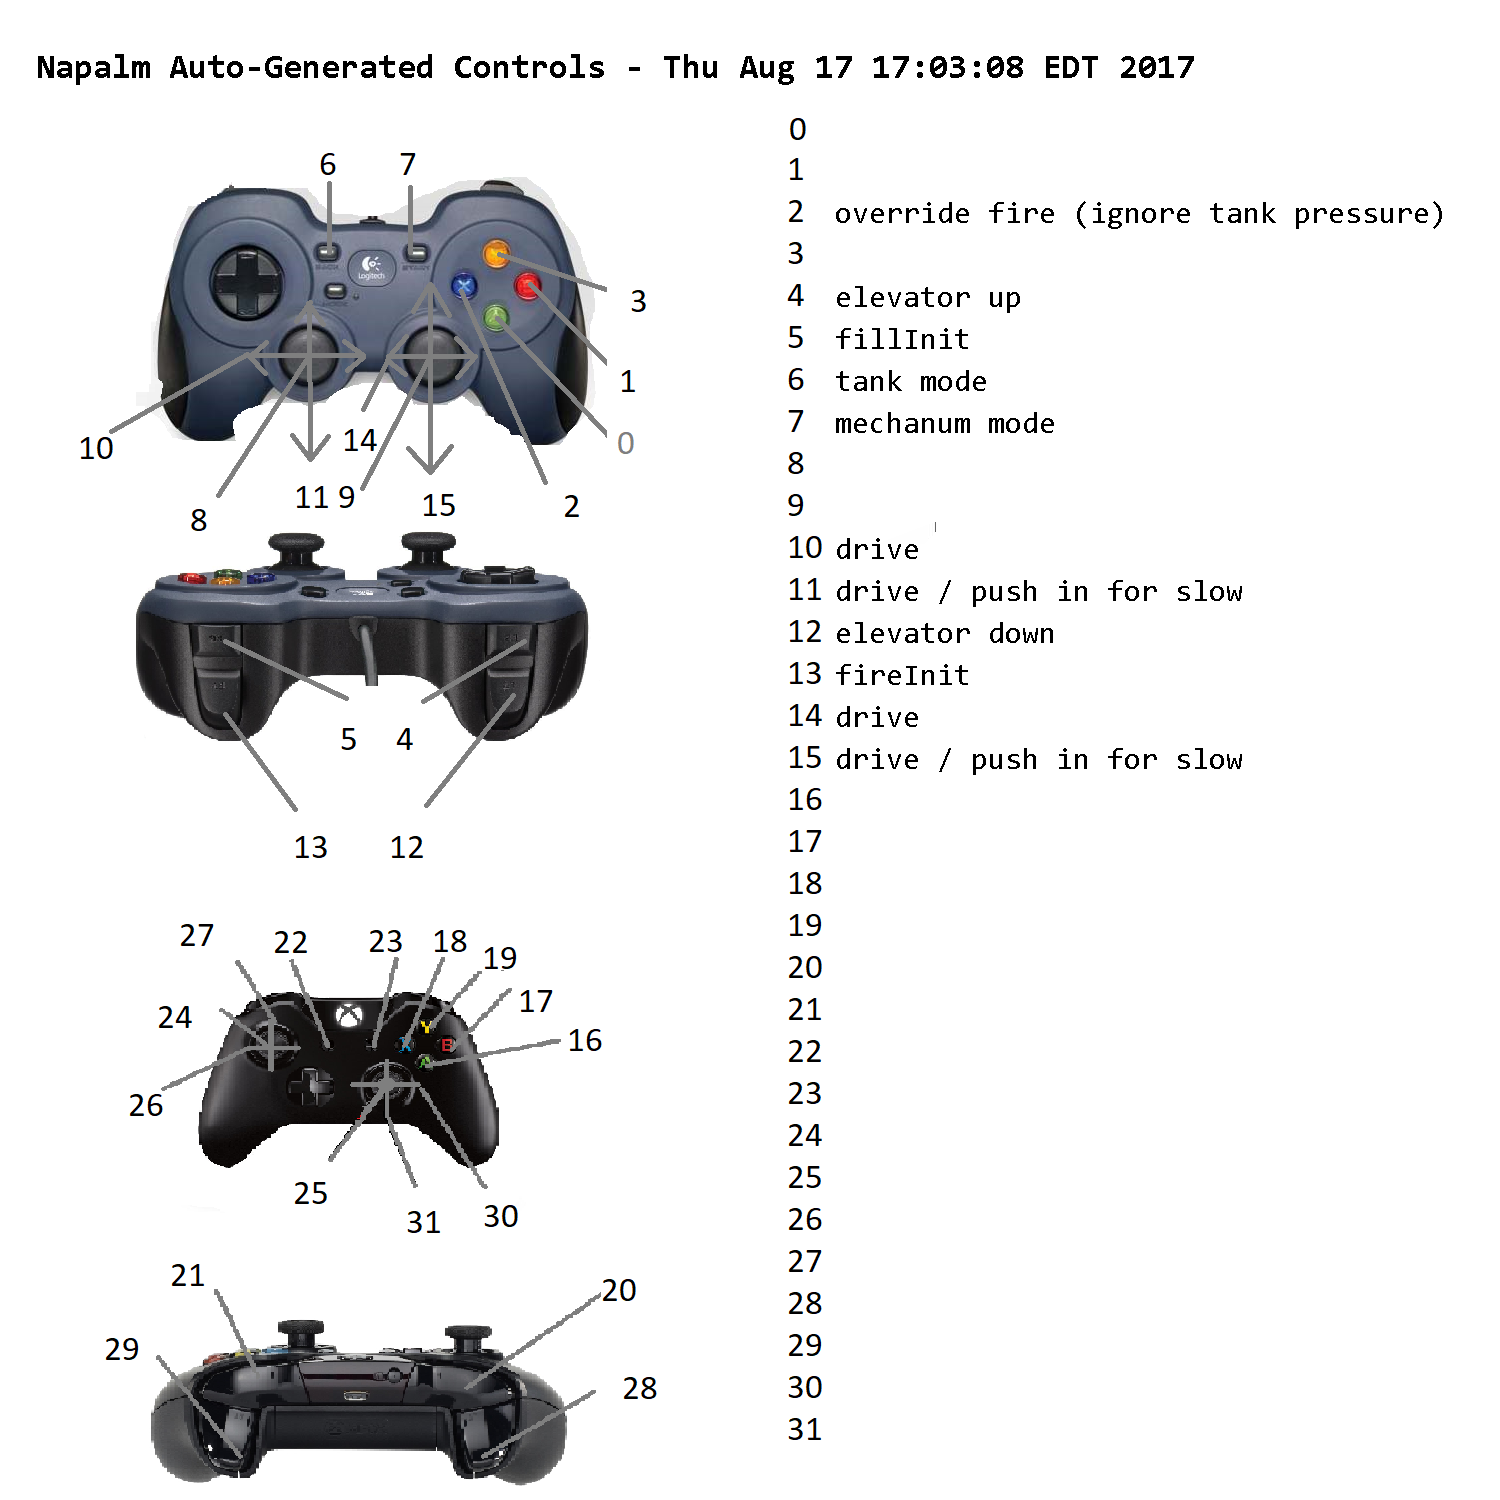 Napalm Auto-Generated Controls - Thu Aug 17 17:03:08 EDT 2017
6
7
Logitech
X
3
1
0
10
14
11
9
15
8
2
5
4
13
12
27
22
23
18
19
24
17
Y
X
B
A
16
26
25
31
30
21
20
29
28
0
1
2 override fire (ignore tank pressure)
3
4 elevator up
5 fillInit
6 tank mode
7 mechanum mode
8
9
10 drive
11 drive / push in for slow
12 elevator down
13 fireInit
14 drive
15 drive / push in for slow
16
17
18
19
20
21
22
23
24
25
26
27
28
29
30
31